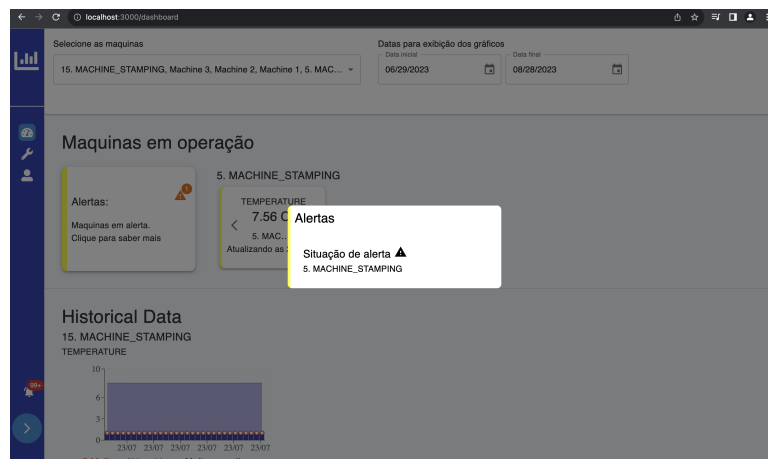 localhost:3000/dashboard
Selecione as maquinas
15. MACHINE_STAMPING, Machine 3, Machine 2, Machine 1, 5. MAC...
Datas para exibição dos gráficos
Data inicial
06/29/2023
Data final
08/28/2023
Maquinas em operação
Alertas:
1
Maquinas em alerta.
Clique para saber mais
5. MACHINE_STAMPING
TEMPERATURE
7.56 C
5. MAC...
Atualizando as
Alertas
Situação de alerta
5. MACHINE_STAMPING
Historical Data
15. MACHINE_STAMPING
TEMPERATURE
10
6
3
0
23/07 23/07 23/07 23/07 23/07 23/07
99+